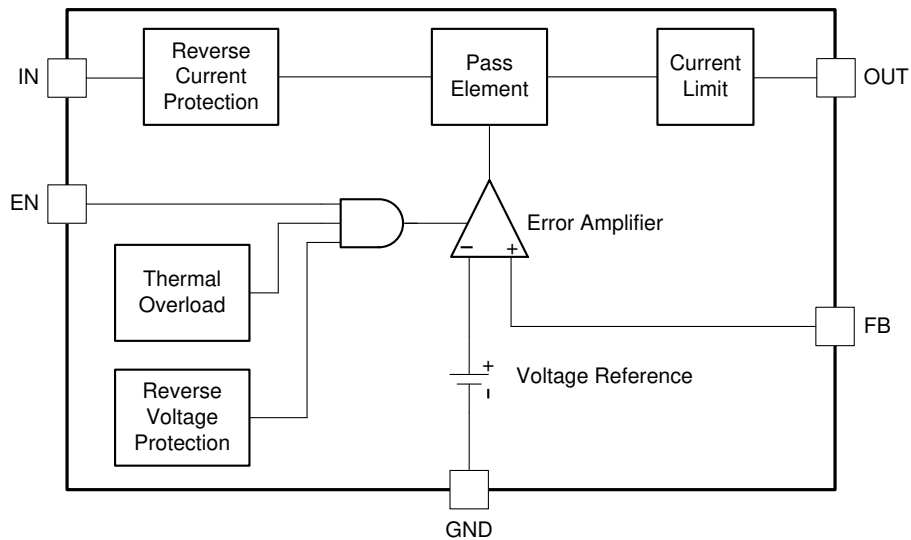 Reverse
Current
Protection
Pass
Element
Current
Limit
IN
OUT
EN
Error Amplifier
−
+
Thermal
Overload
FB
+
Voltage Reference
−
Reverse
Voltage
Protection
GND